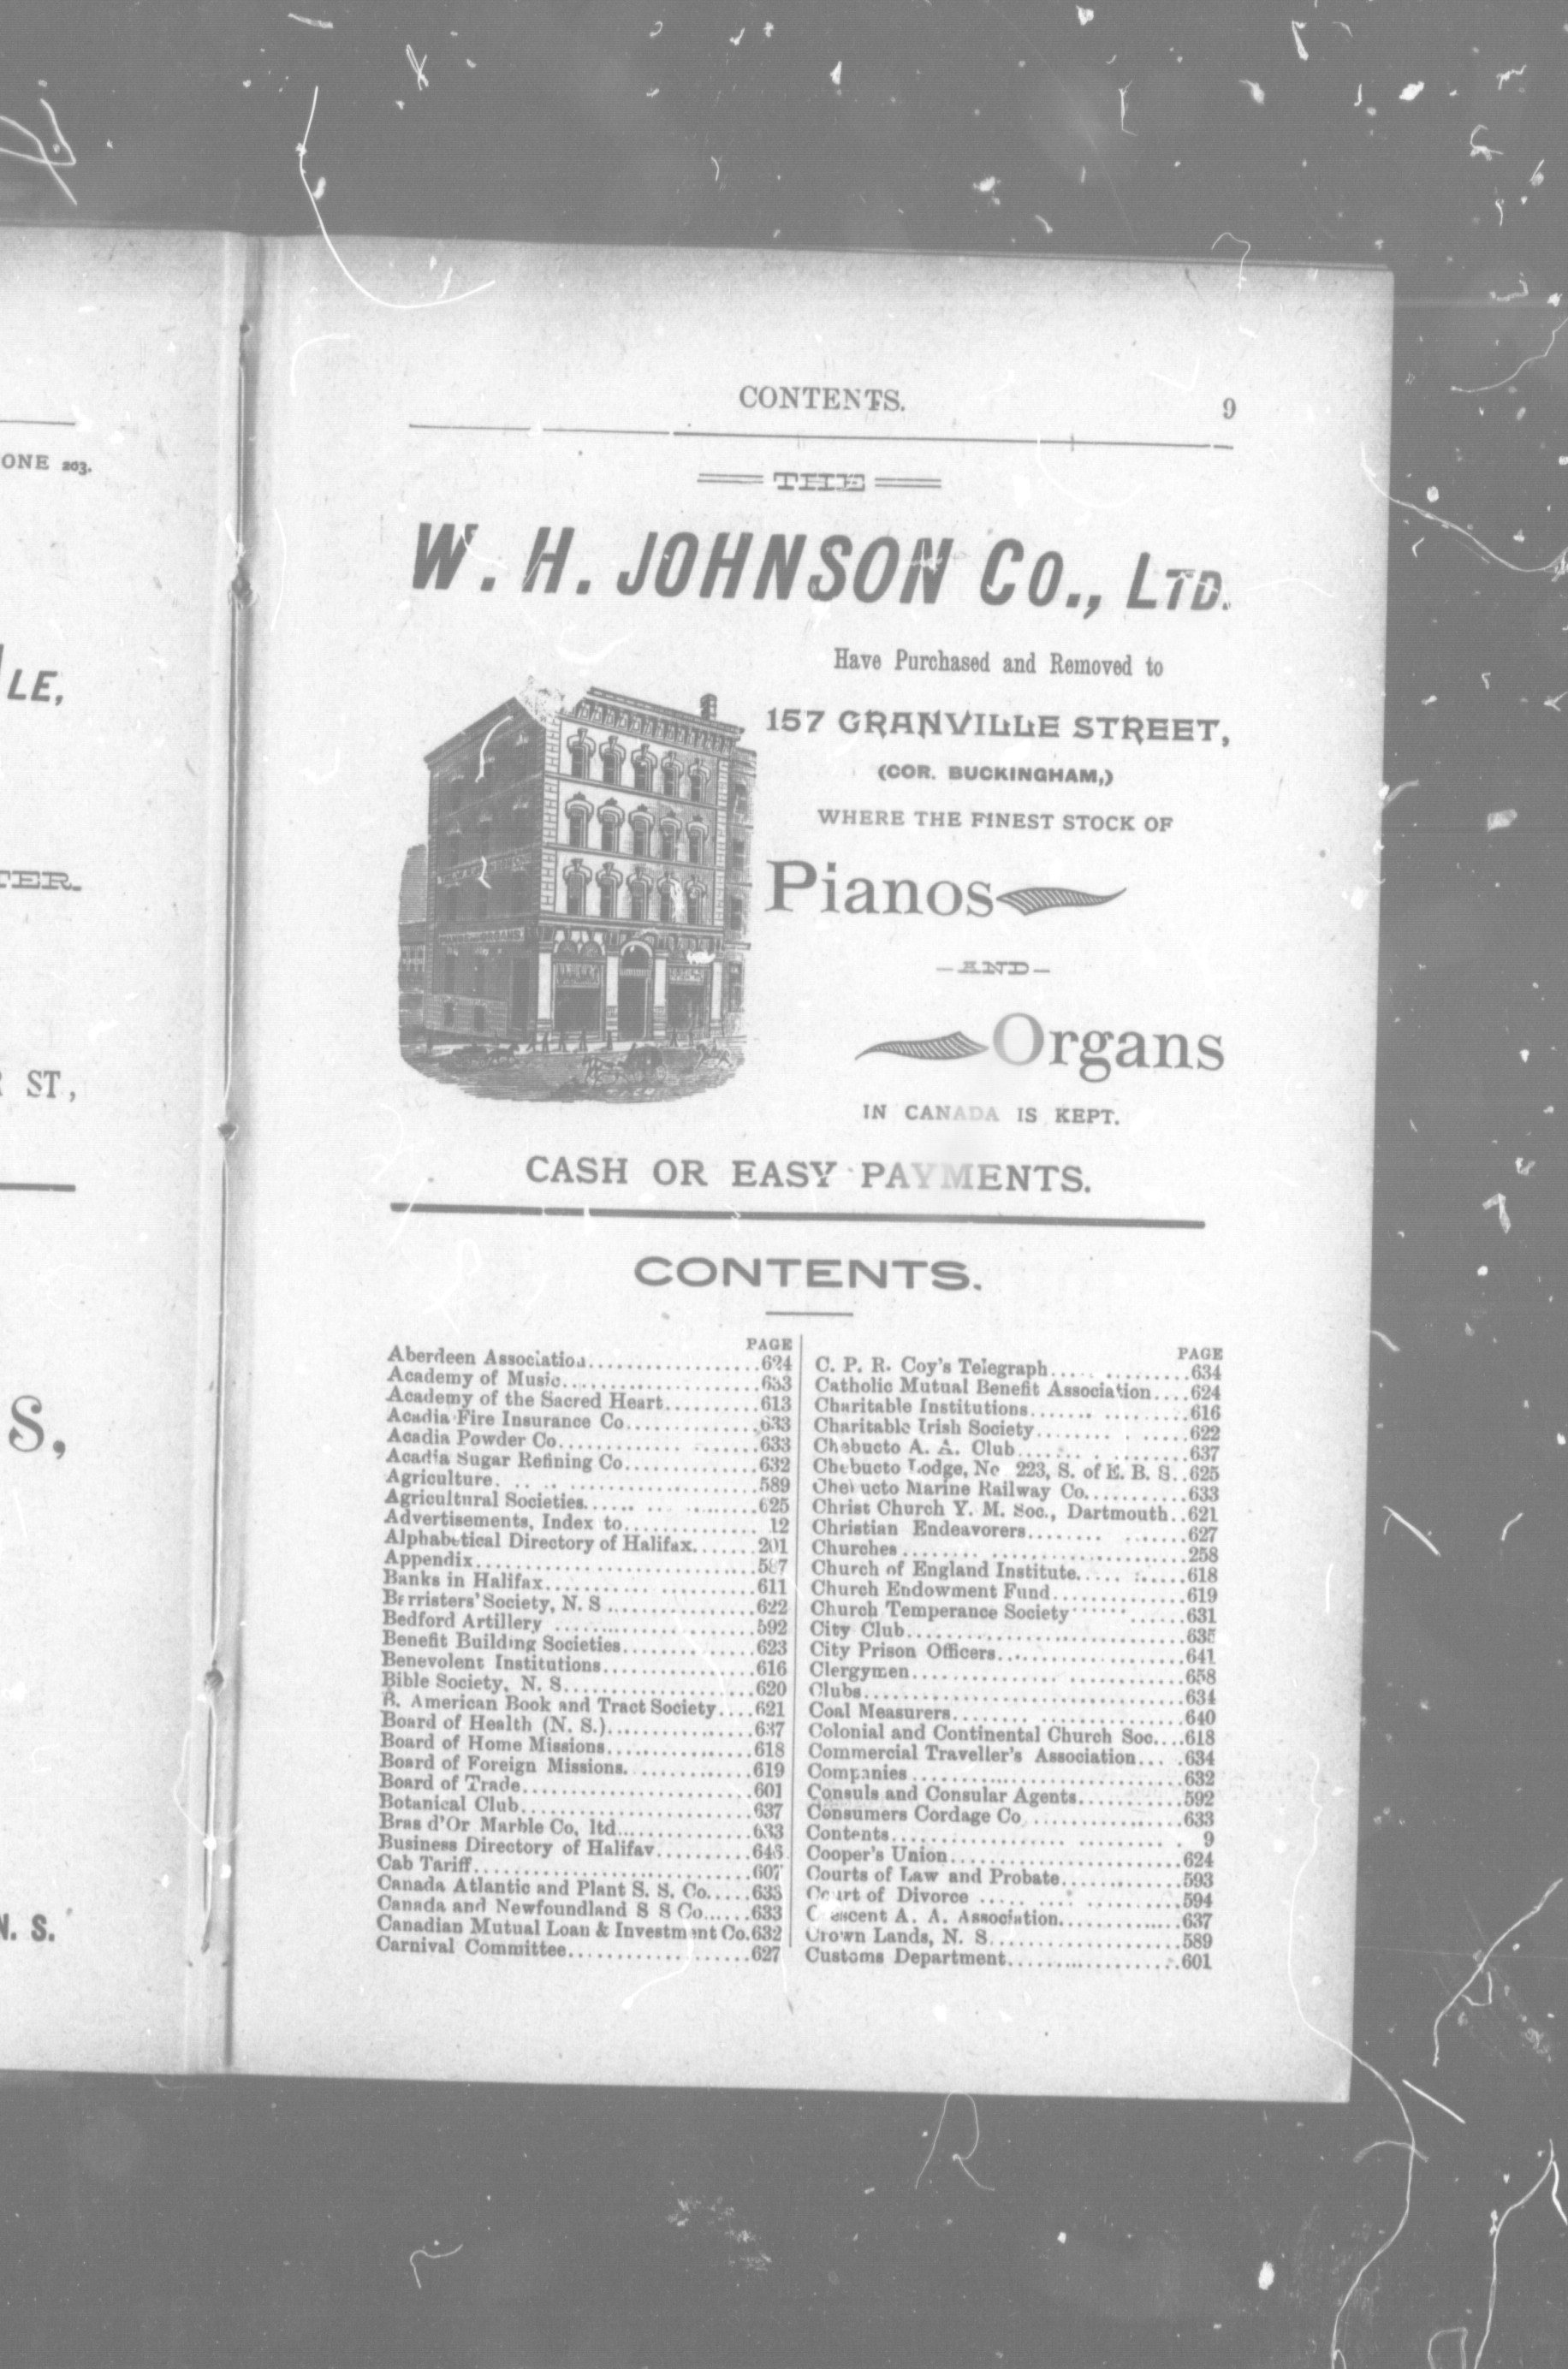 ONE 203.
LE,
TER.
ST,
S,
N. S.
CONTENTS. 9
THE
W. H. JOHNSON CO., LTD.
Have Purchased and Removed to
157 GRANVILLE STREET,
(COR. BUCKINGHAM,)
WHERE THE FINEST STOCK OF
Pianos
—AND—
Organs
IN CANADA IS KEPT.
CASH OR EASY PAYMENTS.
CONTENTS.
PAGE
Aberdeen Association..................624
Academy of Music.....................633
Academy of the Sacred Heart..........613
Acadia Fire Insurance Co..............633
Acadia Powder Co.....................633
Acadia Sugar Refining Co..............632
Agriculture...........................589
Agricultural Societies.................625
Advertisements, Index to.............. 12
Alphabetical Directory of Halifax.......201
Appendix.............................587
Banks in Halifax......................611
Barristers' Society, N. S ...............622
Bedford Artillery .....................592
Benefit Building Societies.............623
Benevolent Institutions................616
Bible Society, N. S....................620
B. American Book and Tract Society....621
Board of Health (N. S.)................637
Board of Home Missions...............618
Board of Foreign Missions.............619
Board of Trade........................601
Botanical Club........................637
Bras d'Or Marble Co, ltd..............633
Business Directory of Halifax..........643
Cab Tariff............................607
Canada Atlantic and Plant S. S. Co.....633
Canada and Newfoundland S S Co......633
Canadian Mutual Loan & Investment Co.632
Carnival Committee...................627
PAGE
C. P. R. Coy's Telegraph...............634
Catholic Mutual Benefit Association....624
Charitable Institutions................616
Charitable Irish Society...............622
Chebucto A. A. Club..................637
Chebucto Lodge, No 223, S. of E. B. S..625
Chebucto Marine Railway Co...........633
Christ Church Y. M. Soc., Dartmouth..621
Christian Endeavorers.................627
Churches.............................258
Church of England Institute...........618
Church Endowment Fund..............619
Church Temperance Society............631
City Club.............................635
City Prison Officers...................641
Clergymen............................658
Clubs.................................634
Coal Measurers........................640
Colonial and Continental Church Soc....618
Commercial Traveller's Association.....634
Companies............................632
Consuls and Consular Agents...........592
Consumers Cordage Co................633
Contents.............................. 9
Cooper's Union........................624
Courts of Law and Probate.............593
Court of Divorce ......................594
Crescent A. A. Association.............637
Crown Lands, N. S....................589
Customs Department..................601